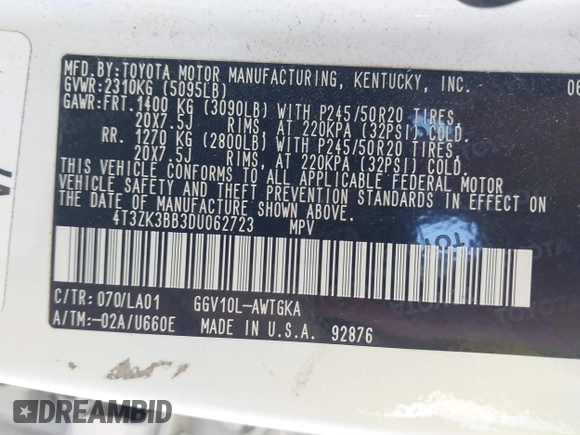 MFD.BY:TOYOTA MOTOR MANUFACTURING, KENTUCKY, INC. 06
GVWR:2310KG (5095LB)
GAWR:FRT.1400 KG (3090LB) WITH P245/50R20 TIRES,
20X7.5J RIMS, AT 220KPA (32PSI) COLD.
RR. 1270 KG (2800LB) WITH P245/50R20 TIRES,
20X7.5J RIMS, AT 220KPA (32PSI) COLD.
THIS VEHICLE CONFORMS TO ALL APPLICABLE FEDERAL MOTOR
VEHICLE SAFETY AND THEFT PREVENTION STANDARDS IN EFFECT ON
THE DATE OF MANUFACTURE SHOWN ABOVE.
4T3ZK3BB3DU062723 MPV
C/TR:070/LA01 GGV10L-AWTGKA
A/TM:-02A/U660E MADE IN U.S.A. 92876
DREAMBID